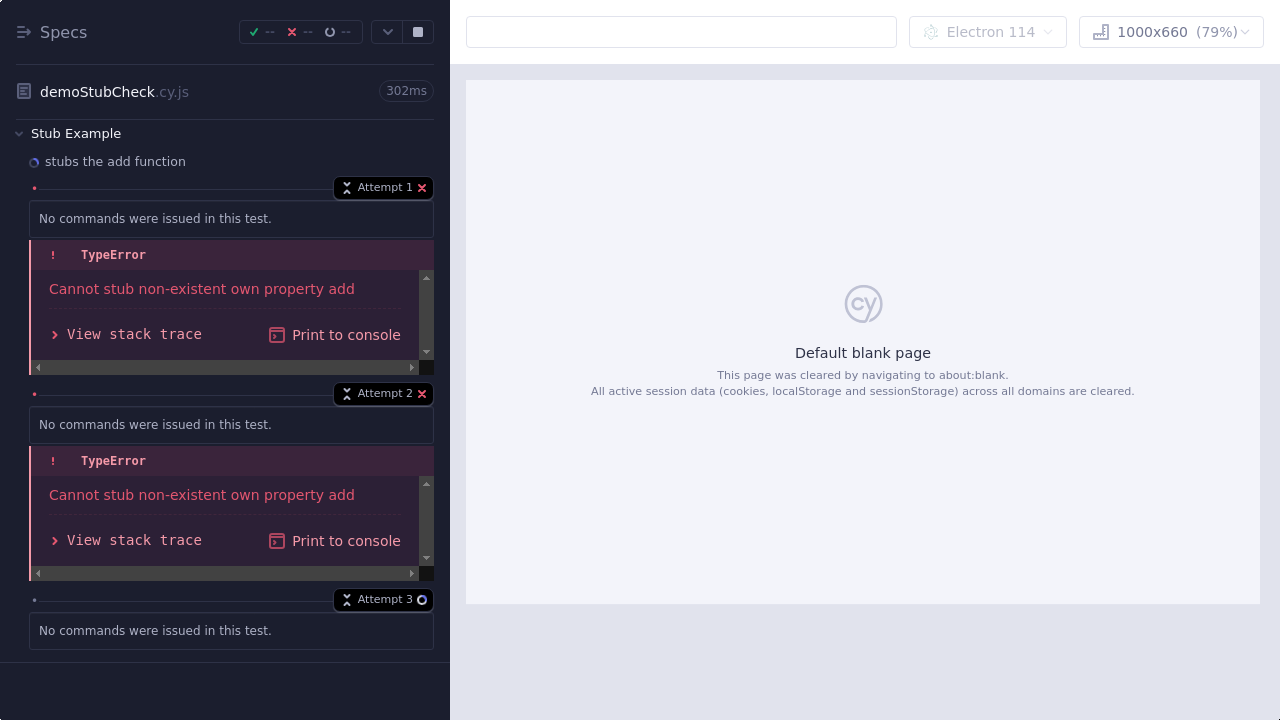 Specs
-- -- --
demoStubCheck.cy.js
302ms
Stub Example
stubs the add function
Attempt 1
No commands were issued in this test.
! TypeError
Cannot stub non-existent own property add
View stack trace
Print to console
Attempt 2
No commands were issued in this test.
! TypeError
Cannot stub non-existent own property add
View stack trace
Print to console
Attempt 3
No commands were issued in this test.
Electron 114
1000x660 (79%)
cy
Default blank page
This page was cleared by navigating to about:blank.
All active session data (cookies, localStorage and sessionStorage) across all domains are cleared.